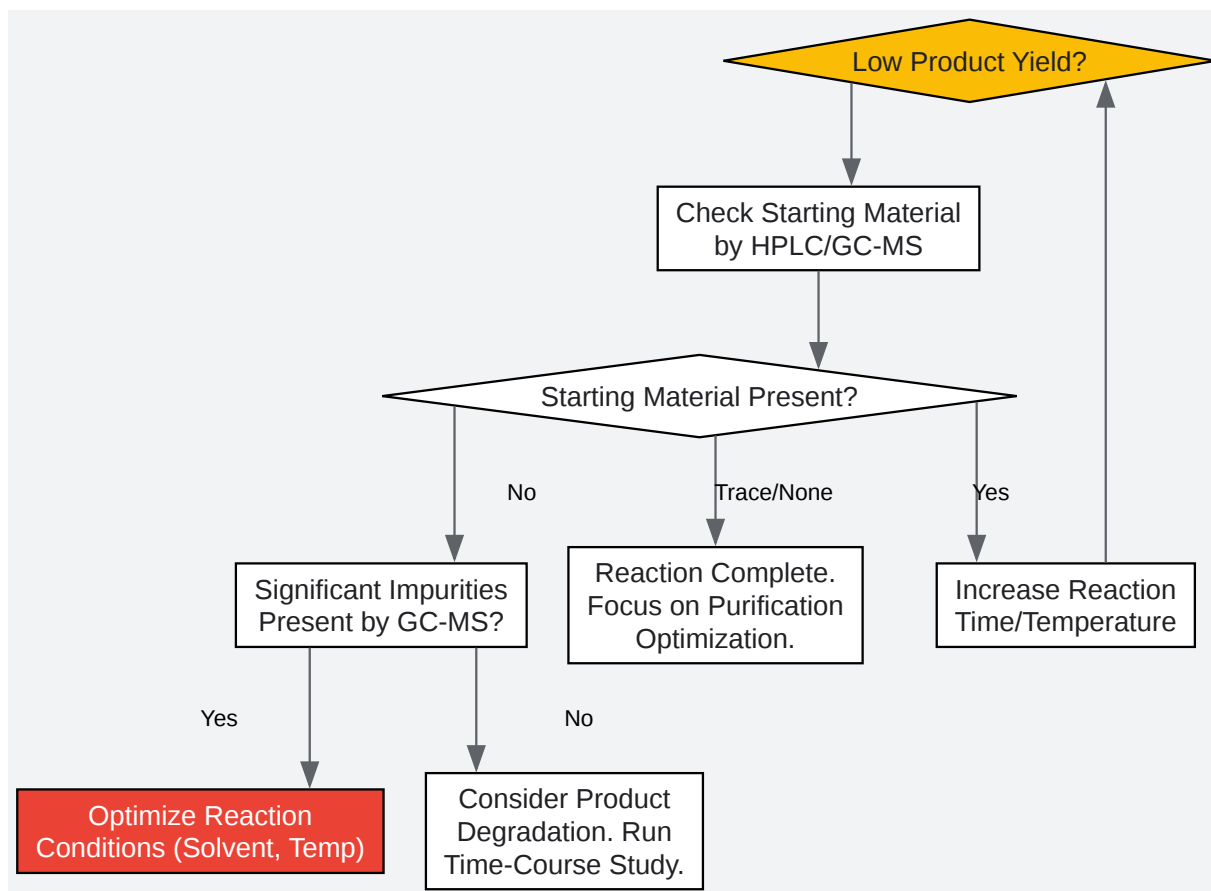 Low Product Yield?
Check Starting Material
by HPLC/GC-MS
Starting Material Present?
No
Trace/None
Yes
Significant Impurities
Present by GC-MS?
Reaction Complete.
Focus on Purification
Optimization.
Increase Reaction
Time/Temperature
Yes
No
Optimize Reaction
Conditions (Solvent, Temp)
Consider Product
Degradation. Run
Time-Course Study.